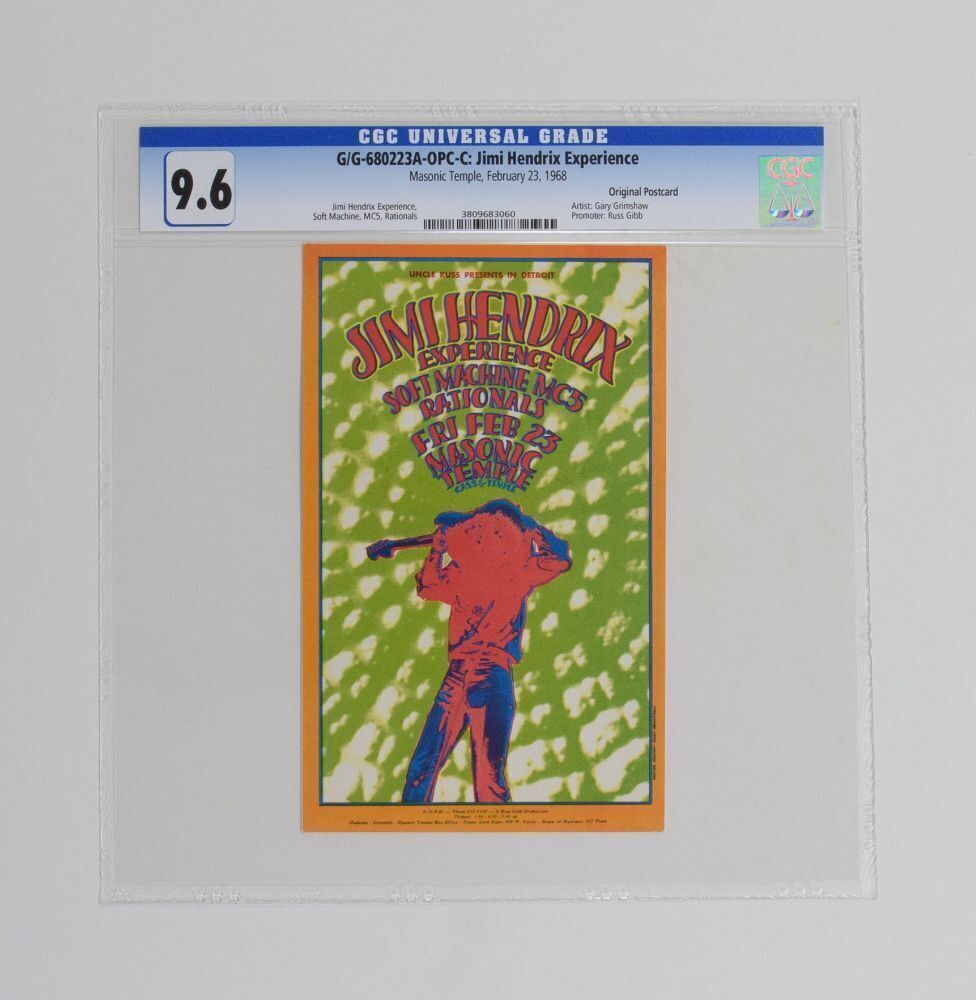 CGC UNIVERSAL GRADE
9.6
G/G-680223A-OPC-C: Jimi Hendrix Experience
Masonic Temple, February 23, 1968
Original Postcard
Jimi Hendrix Experience,
Soft Machine, MC5, Rationals
3809683060
Artist: Gary Grimshaw
Promoter: Russ Gibb
CGC
UNCLE RUSS PRESENTS IN DETROIT
JIMI HENDRIX
EXPERIENCE
SOFT MACHINE MC5
RATIONALS
FRI FEB 23
MASONIC
TEMPLE
CASS & TEMPLE